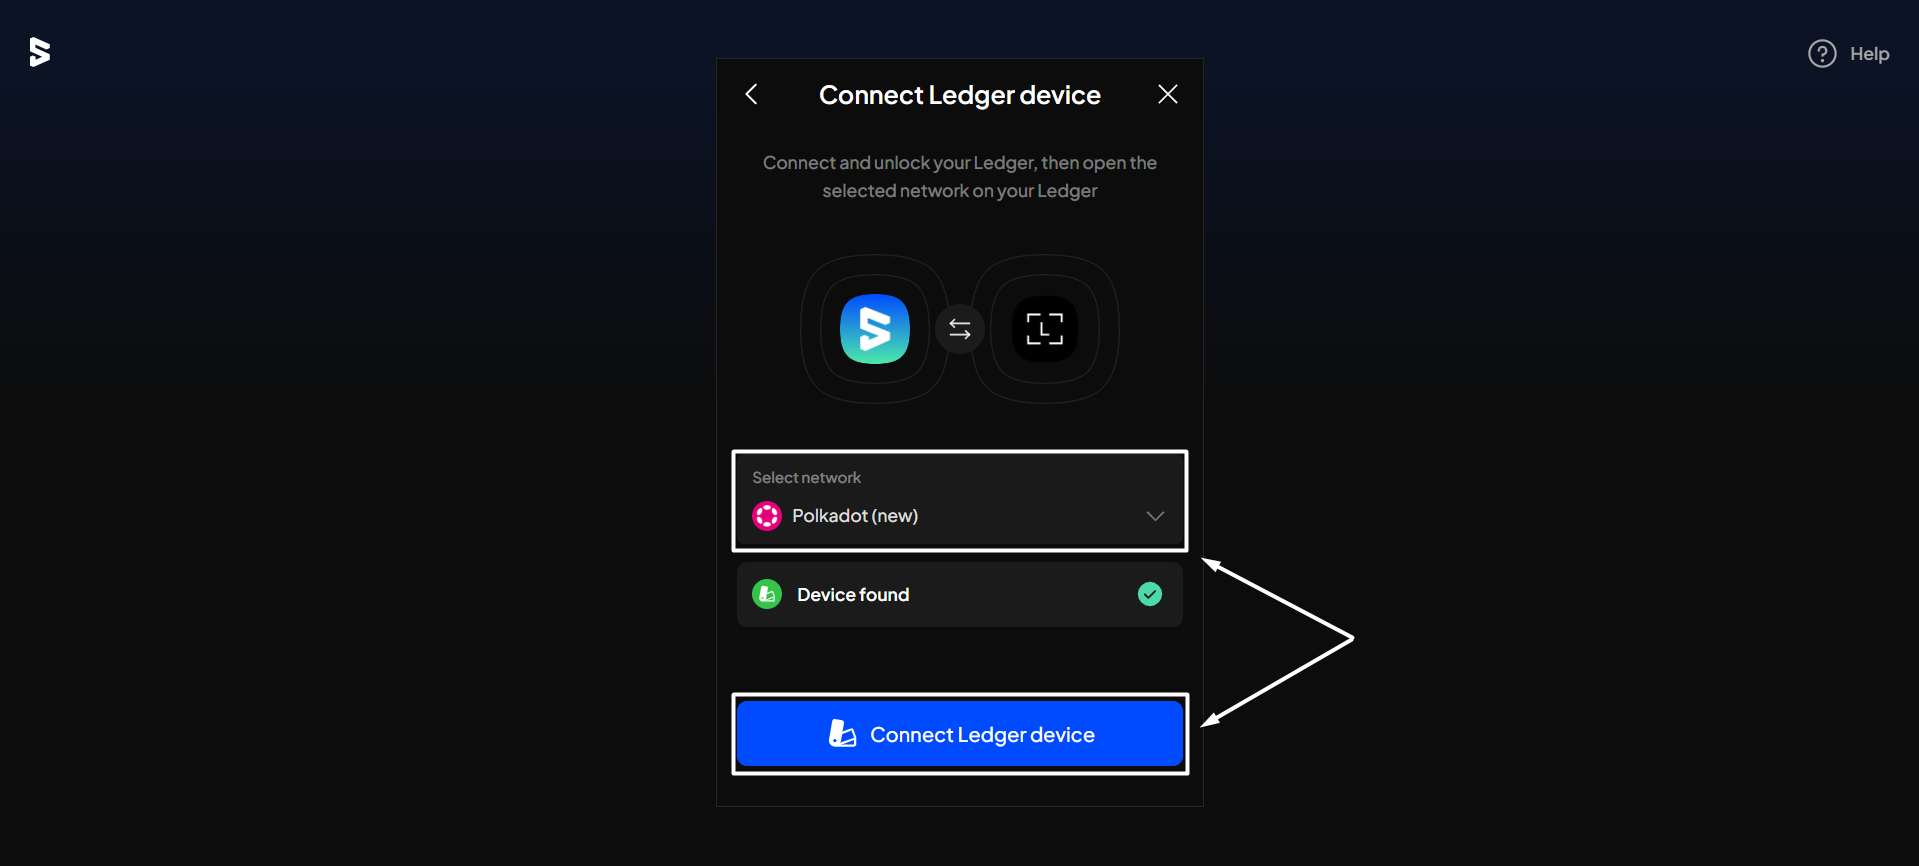 Help
Connect Ledger device
Connect and unlock your Ledger, then open the
selected network on your Ledger
L
Select network
Polkadot (new)
Device found
Connect Ledger device